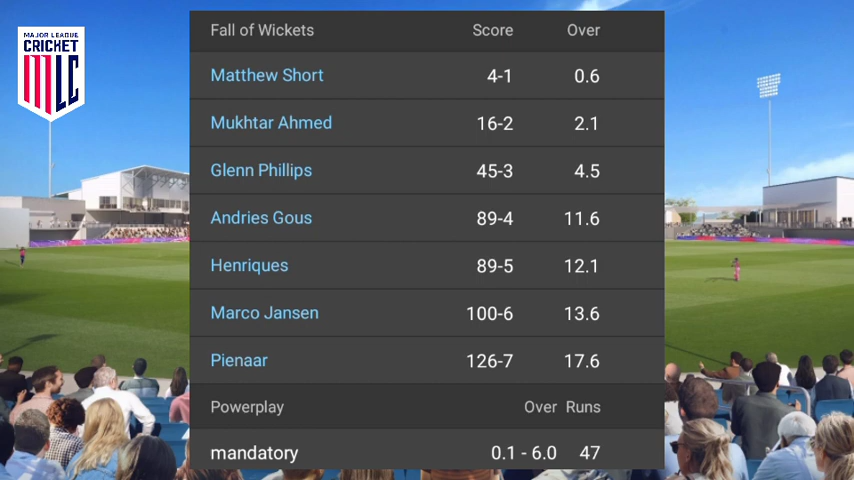 MAJOR LEAGUE
CRICKET
MLC
Fall of Wickets Score Over
Matthew Short 4-1 0.6
Mukhtar Ahmed 16-2 2.1
Glenn Phillips 45-3 4.5
Andries Gous 89-4 11.6
Henriques 89-5 12.1
Marco Jansen 100-6 13.6
Pienaar 126-7 17.6
Powerplay Over Runs
mandatory 0.1 - 6.0 47